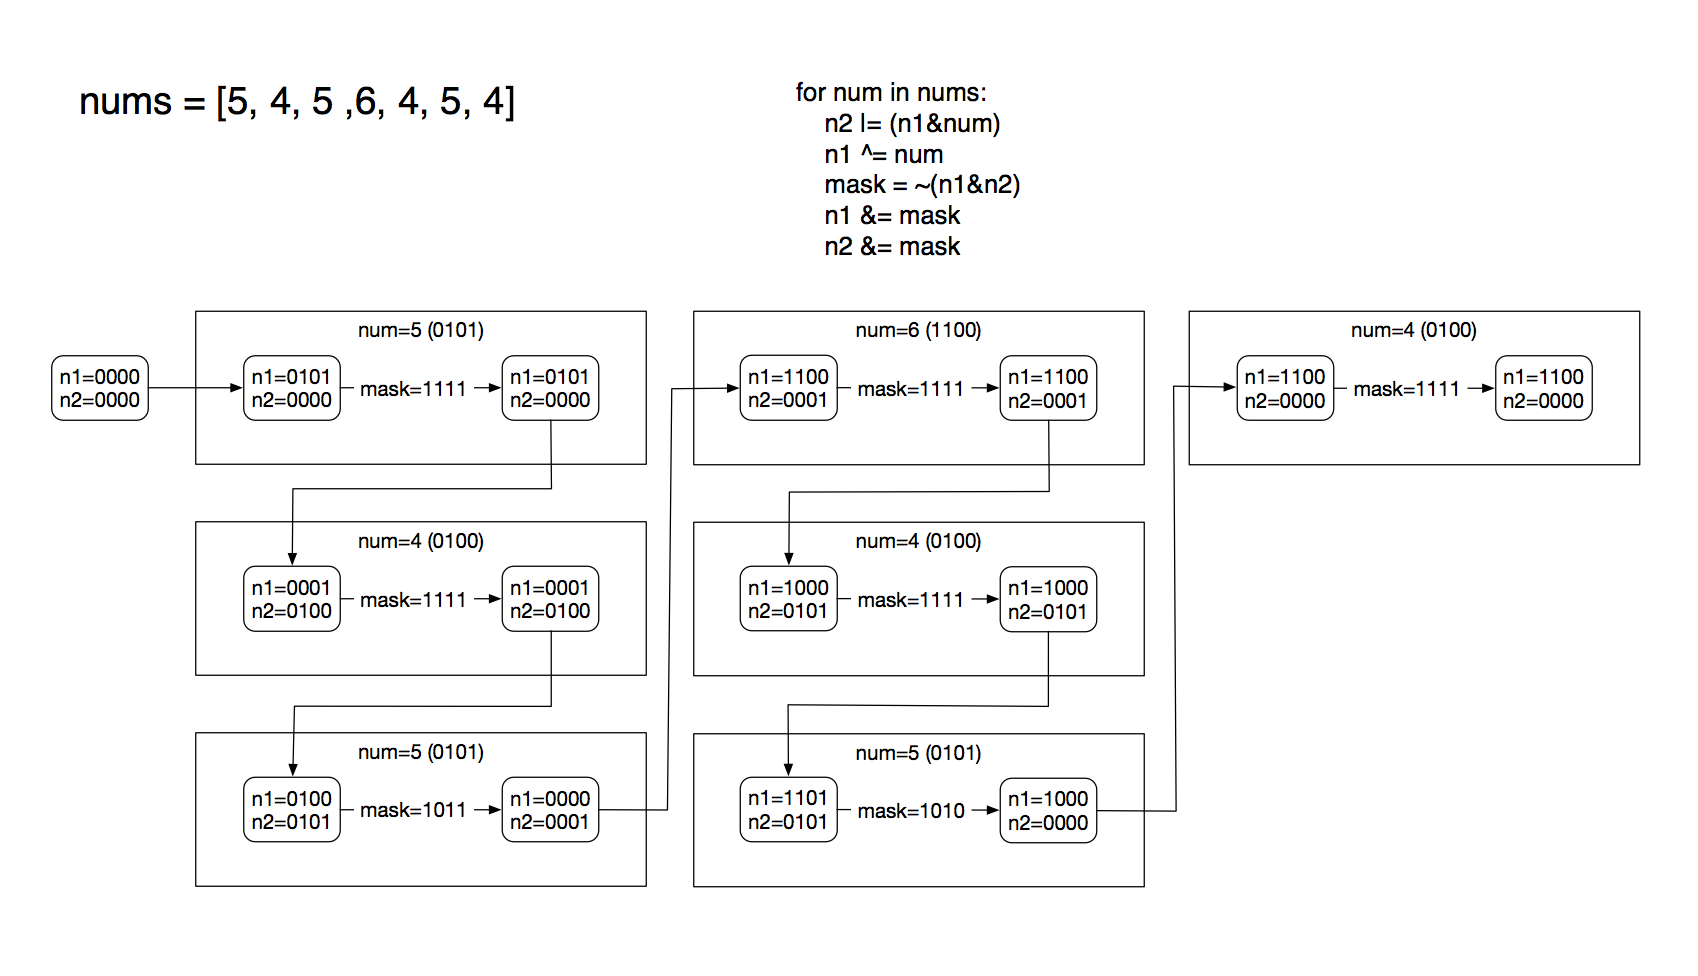 nums = [5, 4, 5 ,6, 4, 5, 4]
for num in nums:
n2 |= (n1&num)
n1 ^= num
mask = ~(n1&n2)
n1 &= mask
n2 &= mask
n1=0000
n2=0000
num=5 (0101)
n1=0101
n2=0000
mask=1111
n1=0101
n2=0000
num=4 (0100)
n1=0001
n2=0100
mask=1111
n1=0001
n2=0100
num=5 (0101)
n1=0100
n2=0101
mask=1011
n1=0000
n2=0001
num=6 (1100)
n1=1100
n2=0001
mask=1111
n1=1100
n2=0001
num=4 (0100)
n1=1000
n2=0101
mask=1111
n1=1000
n2=0101
num=5 (0101)
n1=1101
n2=0101
mask=1010
n1=1000
n2=0000
num=4 (0100)
n1=1100
n2=0000
mask=1111
n1=1100
n2=0000